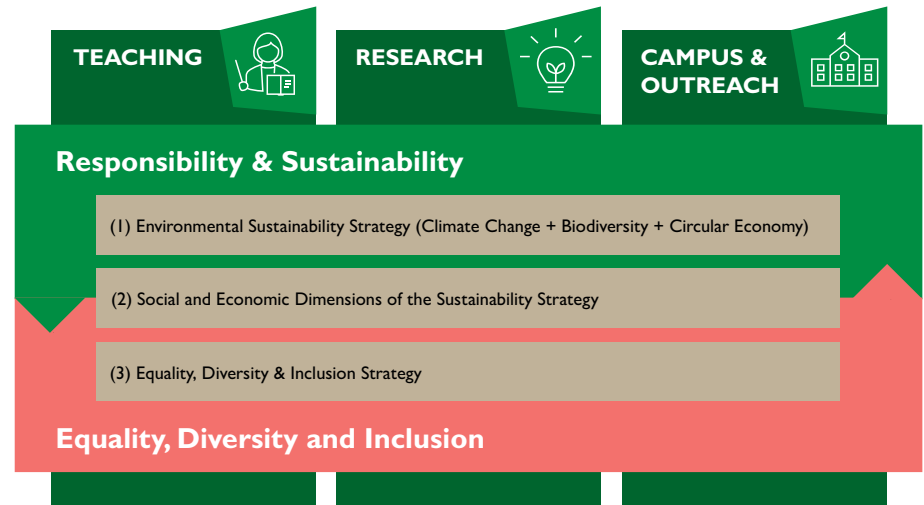 TEACHING
RESEARCH
CAMPUS &
OUTREACH
Responsibility & Sustainability
(1) Environmental Sustainability Strategy (Climate Change + Biodiversity + Circular Economy)
(2) Social and Economic Dimensions of the Sustainability Strategy
(3) Equality, Diversity & Inclusion Strategy
Equality, Diversity and Inclusion